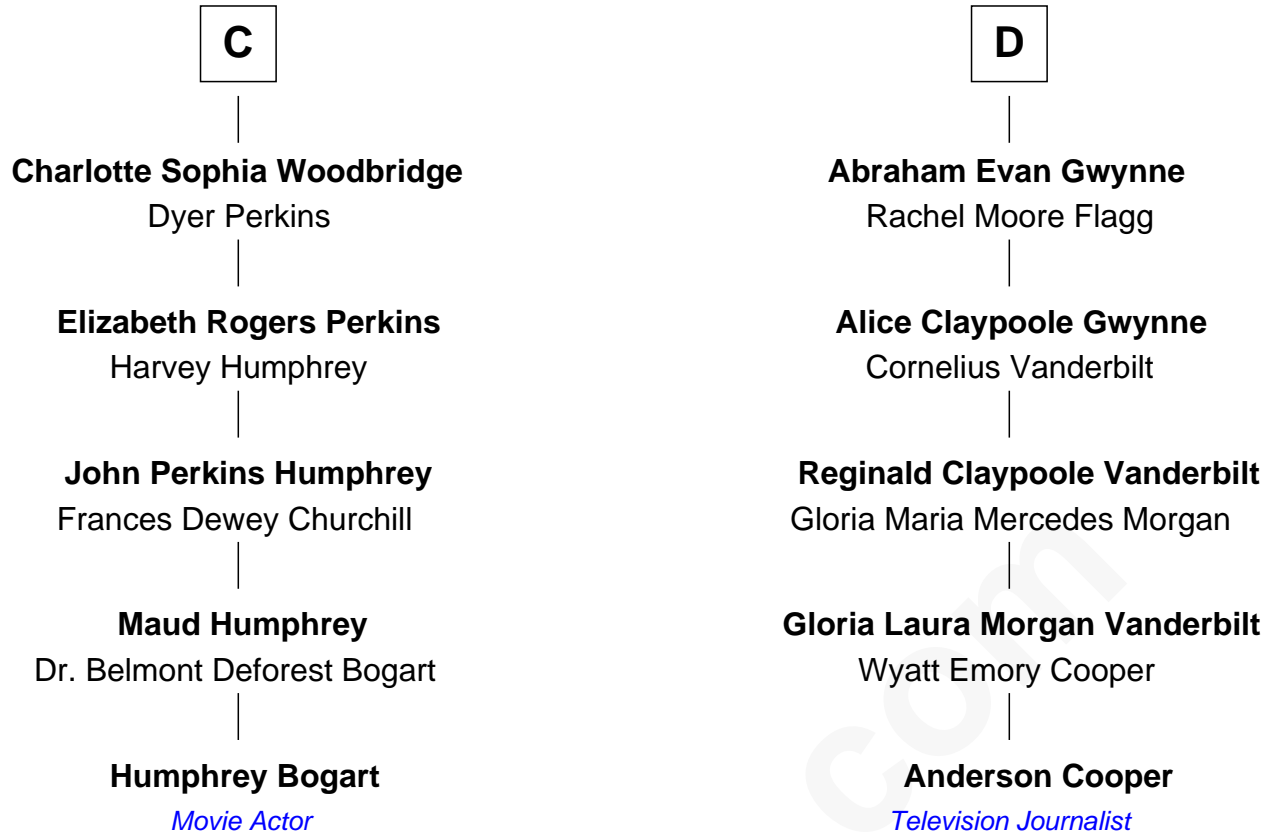 C
Charlotte Sophia Woodbridge
Dyer Perkins
Elizabeth Rogers Perkins
Harvey Humphrey
John Perkins Humphrey
Frances Dewey Churchill
Maud Humphrey
Dr. Belmont Deforest Bogart
Humphrey Bogart
Movie Actor
D
Abraham Evan Gwynne
Rachel Moore Flagg
Alice Claypoole Gwynne
Cornelius Vanderbilt
Reginald Claypoole Vanderbilt
Gloria Maria Mercedes Morgan
Gloria Laura Morgan Vanderbilt
Wyatt Emory Cooper
Anderson Cooper
Television Journalist
com